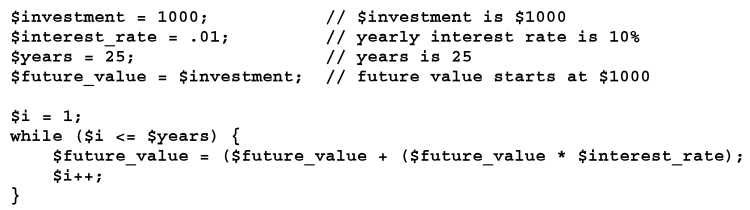 $investment = 1000;           // $investment is $1000
$interest_rate = .01;         // yearly interest rate is 10%
$years = 25;                  // years is 25
$future_value = $investment;  // future value starts at $1000

$i = 1;
while ($i <= $years) {
    $future_value = ($future_value + ($future_value * $interest_rate);
    $i++;
}